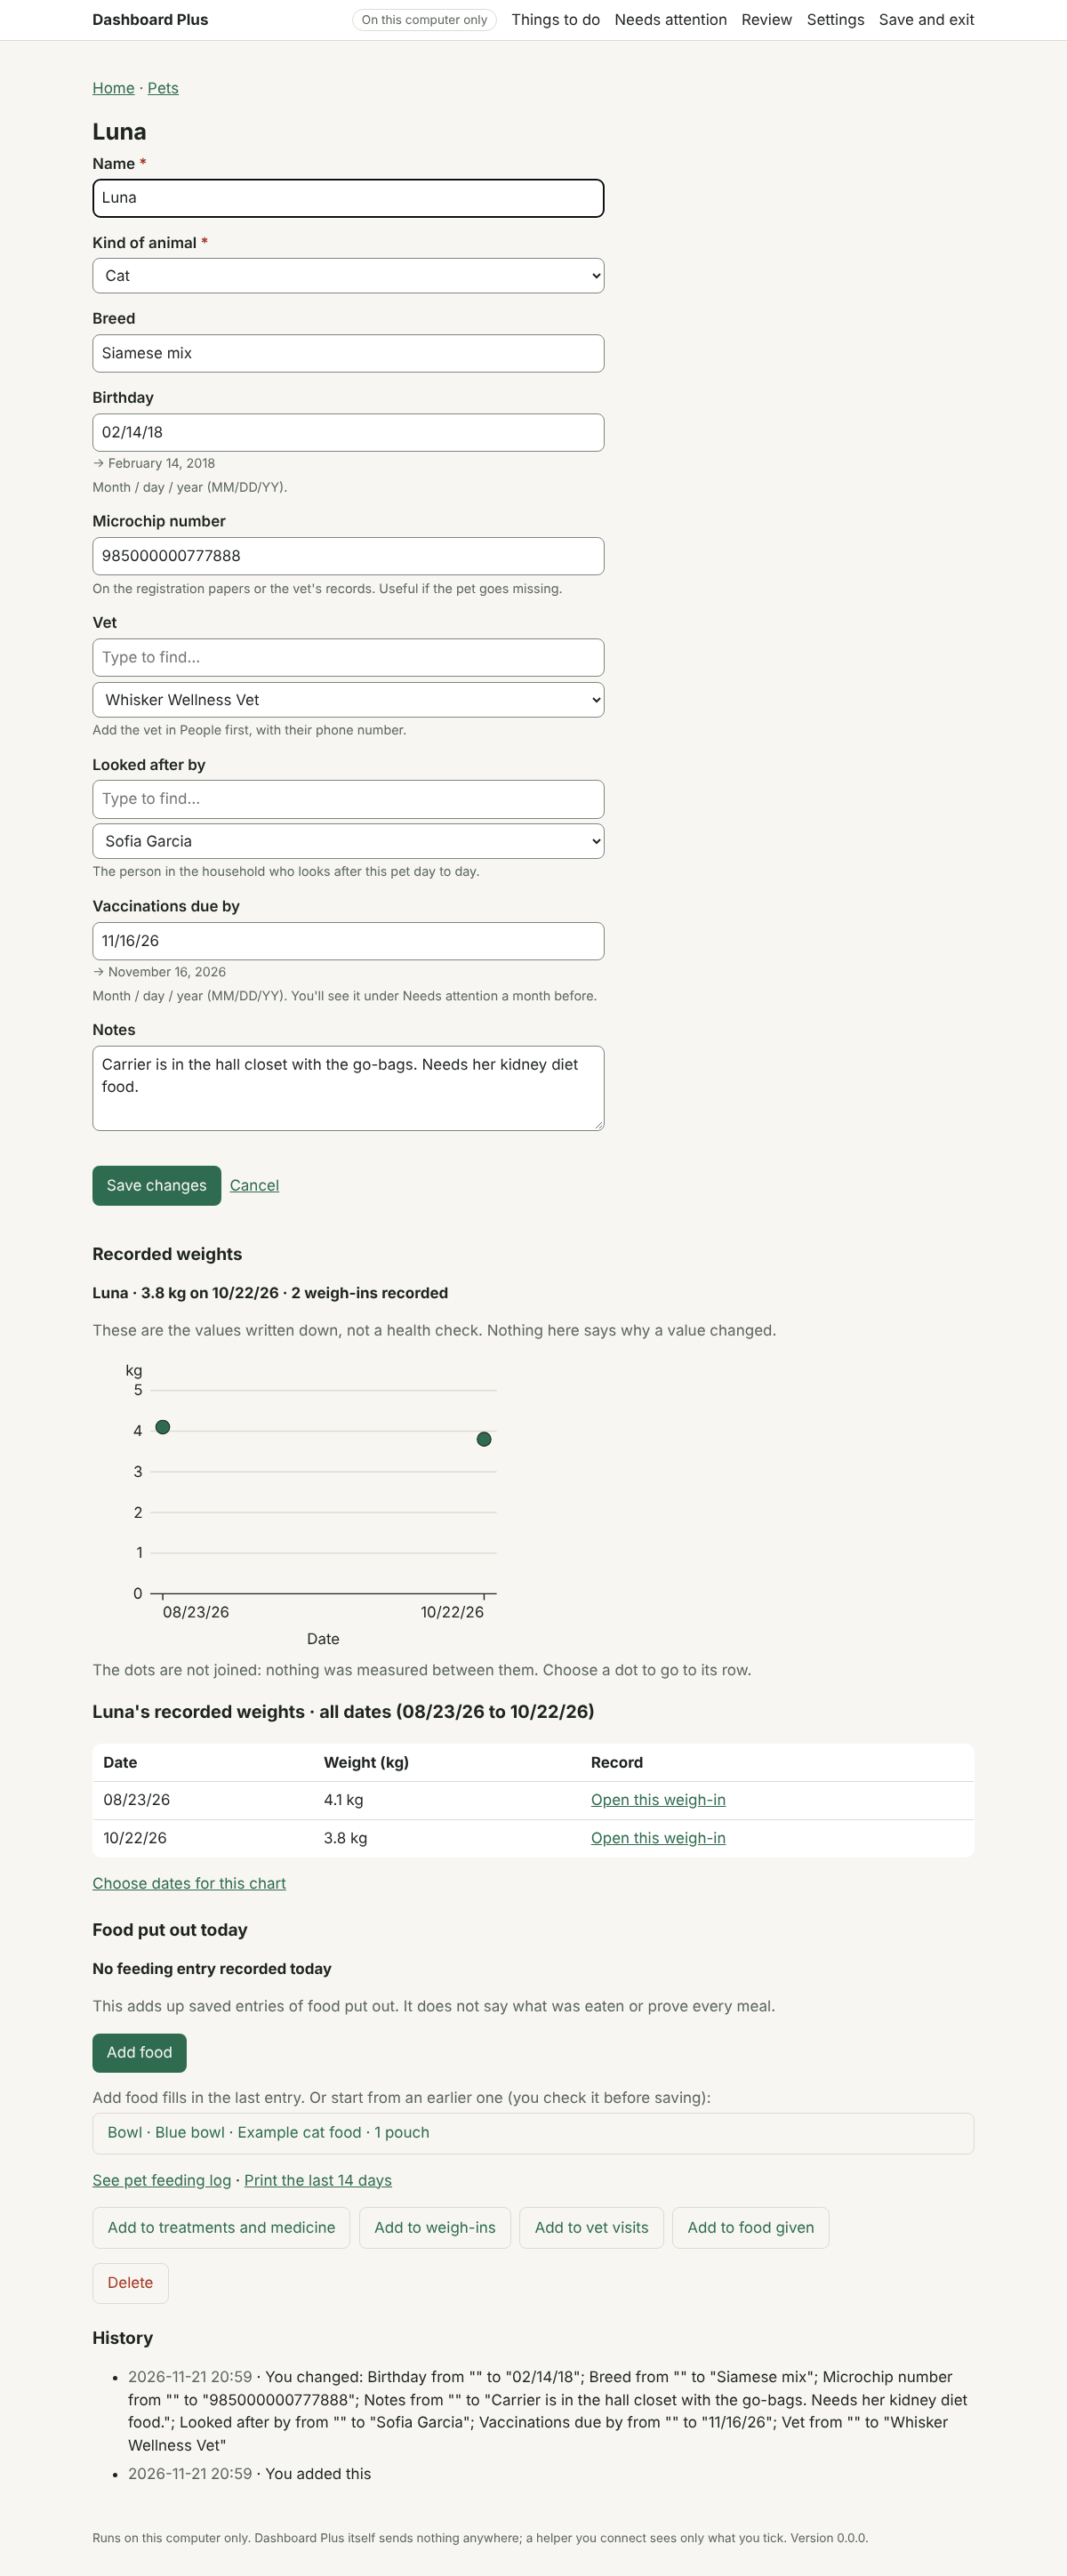 Dashboard Plus
On this computer only
Things to do
Needs attention
Review
Settings
Save and exit
Home · Pets
Luna
Name *
Luna
Kind of animal *
Cat
Breed
Siamese mix
Birthday
02/14/18
→ February 14, 2018
Month / day / year (MM/DD/YY).
Microchip number
985000000777888
On the registration papers or the vet's records. Useful if the pet goes missing.
Vet
Type to find...
Whisker Wellness Vet
Add the vet in People first, with their phone number.
Looked after by
Type to find...
Sofia Garcia
The person in the household who looks after this pet day to day.
Vaccinations due by
11/16/26
→ November 16, 2026
Month / day / year (MM/DD/YY). You'll see it under Needs attention a month before.
Notes
Carrier is in the hall closet with the go-bags. Needs her kidney diet
food.
Save changes
Cancel
Recorded weights
Luna · 3.8 kg on 10/22/26 · 2 weigh-ins recorded
These are the values written down, not a health check. Nothing here says why a value changed.
kg
5
4
3
2
1
0
08/23/26
10/22/26
Date
The dots are not joined: nothing was measured between them. Choose a dot to go to its row.
Luna's recorded weights · all dates (08/23/26 to 10/22/26)
Date Weight (kg) Record
08/23/26 4.1 kg Open this weigh-in
10/22/26 3.8 kg Open this weigh-in
Choose dates for this chart
Food put out today
No feeding entry recorded today
This adds up saved entries of food put out. It does not say what was eaten or prove every meal.
Add food
Add food fills in the last entry. Or start from an earlier one (you check it before saving):
Bowl · Blue bowl · Example cat food · 1 pouch
See pet feeding log · Print the last 14 days
Add to treatments and medicine
Add to weigh-ins
Add to vet visits
Add to food given
Delete
History
2026-11-21 20:59 · You changed: Birthday from "" to "02/14/18"; Breed from "" to "Siamese mix"; Microchip number
from "" to "985000000777888"; Notes from "" to "Carrier is in the hall closet with the go-bags. Needs her kidney diet
food."; Looked after by from "" to "Sofia Garcia"; Vaccinations due by from "" to "11/16/26"; Vet from "" to "Whisker
Wellness Vet"
2026-11-21 20:59 · You added this
Runs on this computer only. Dashboard Plus itself sends nothing anywhere; a helper you connect sees only what you tick. Version 0.0.0.